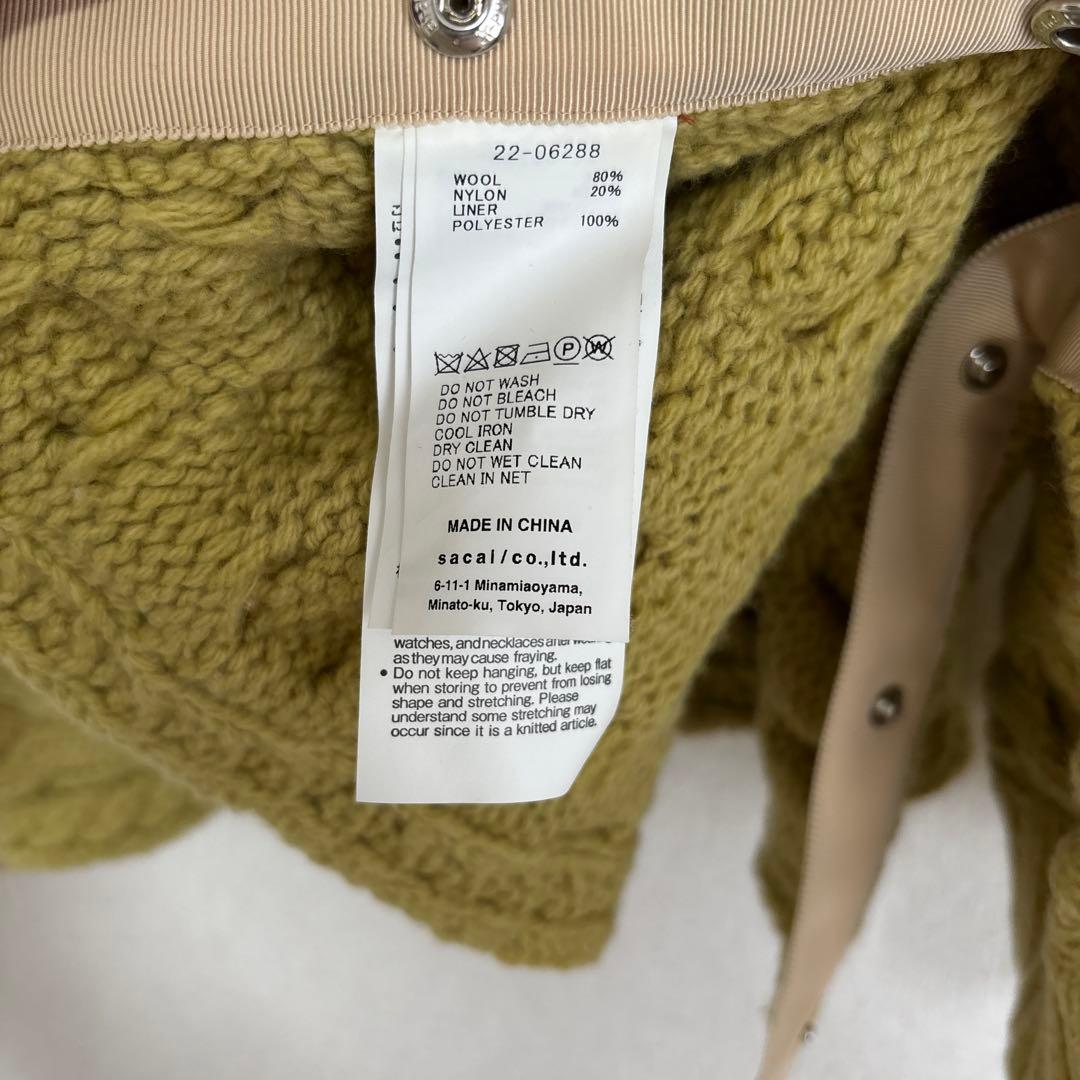 22-06288
WOOL 80%
NYLON 20%
LINER
POLYESTER 100%
P W
DO NOT WASH
DO NOT BLEACH
DO NOT TUMBLE DRY
COOL IRON
DRY CLEAN
DO NOT WET CLEAN
CLEAN IN NET
MADE IN CHINA
sacai/co.,ltd.
6-11-1 Minamiaoyama,
Minato-ku, Tokyo, Japan
watches, and necklaces
as they may cause fraying.
• Do not keep hanging, but keep flat
when storing to prevent from losing
shape and stretching. Please
understand some stretching may
occur since it is a knitted article.